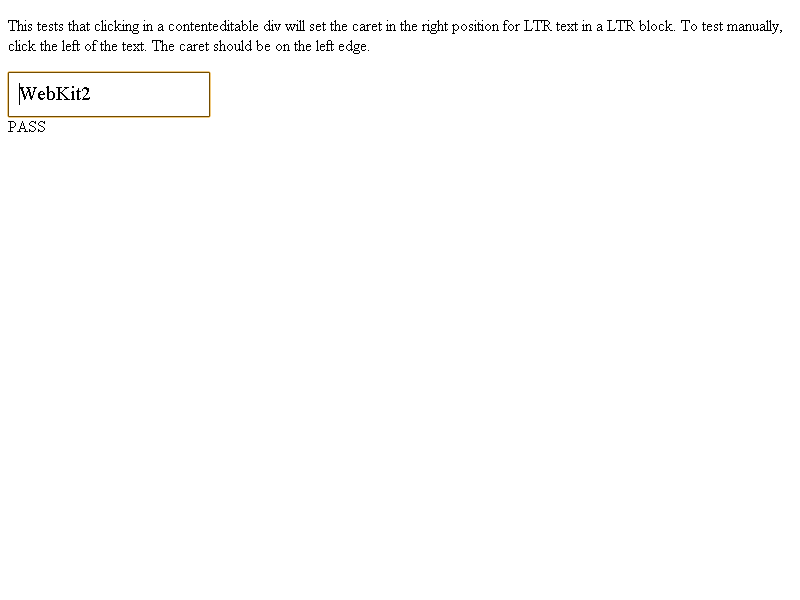 This tests that clicking in a contenteditable div will set the caret in the right position for LTR text in a LTR block. To test manually,
click the left of the text. The caret should be on the left edge.
WebKit2
PASS